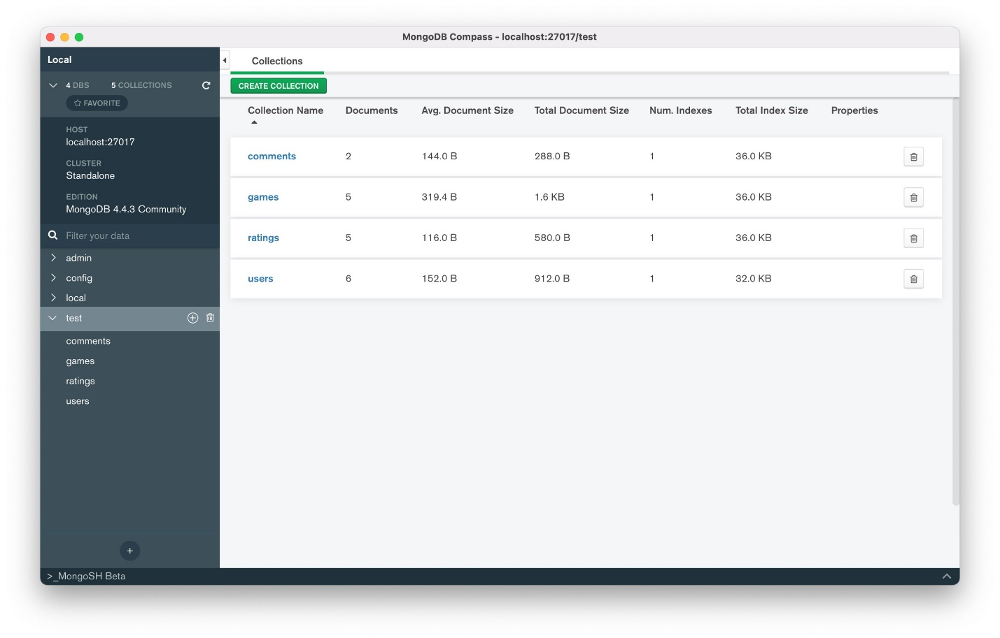 MongoDB Compass - localhost:27017/test
Local
4 DBS 5 COLLECTIONS
FAVORITE
HOST
localhost:27017
CLUSTER
Standalone
EDITION
MongoDB 4.4.3 Community
Filter your data
admin
config
local
test
comments
games
ratings
users
>_MongoSH Beta
Collections
CREATE COLLECTION
Collection Name Documents Avg. Document Size Total Document Size Num. Indexes Total Index Size Properties
comments 2 144.0 B 288.0 B 1 36.0 KB
games 5 319.4 B 1.6 KB 1 36.0 KB
ratings 5 116.0 B 580.0 B 1 36.0 KB
users 6 152.0 B 912.0 B 1 32.0 KB